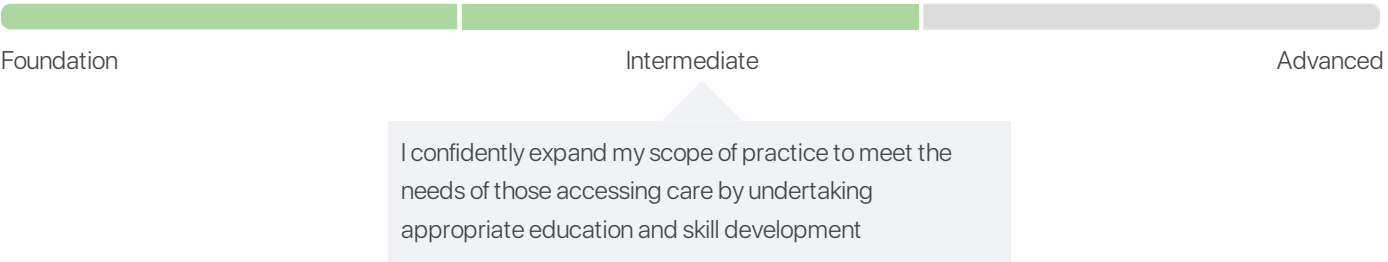 Foundation Intermediate Advanced
I confidently expand my scope of practice to meet the
needs of those accessing care by undertaking
appropriate education and skill development